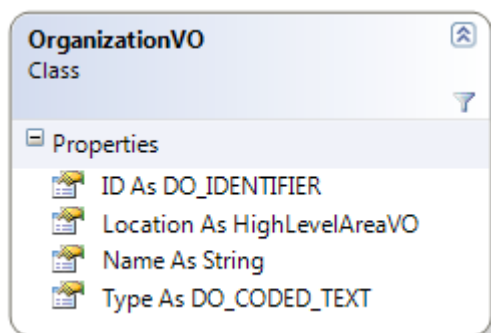 OrganizationVO
Class
Properties
ID As DO_IDENTIFIER
Location As HighLevelAreaVO
Name As String
Type As DO_CODED_TEXT